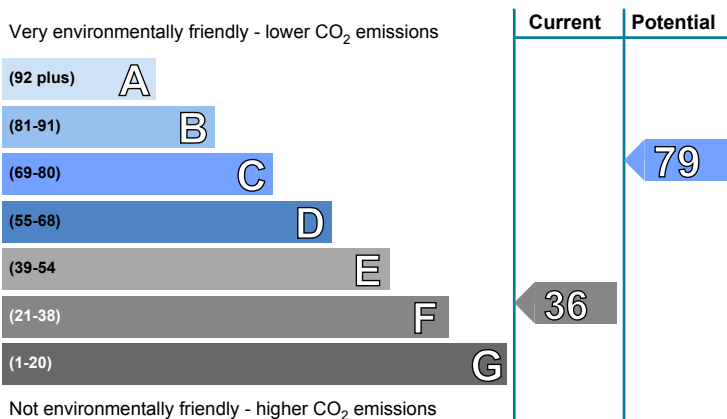 Very environmentally friendly - lower CO2 emissions
Current
Potential
(92 plus) A
(81-91) B
(69-80) C
79
(55-68) D
(39-54 E
(21-38) F
36
(1-20) G
Not environmentally friendly - higher CO2 emissions